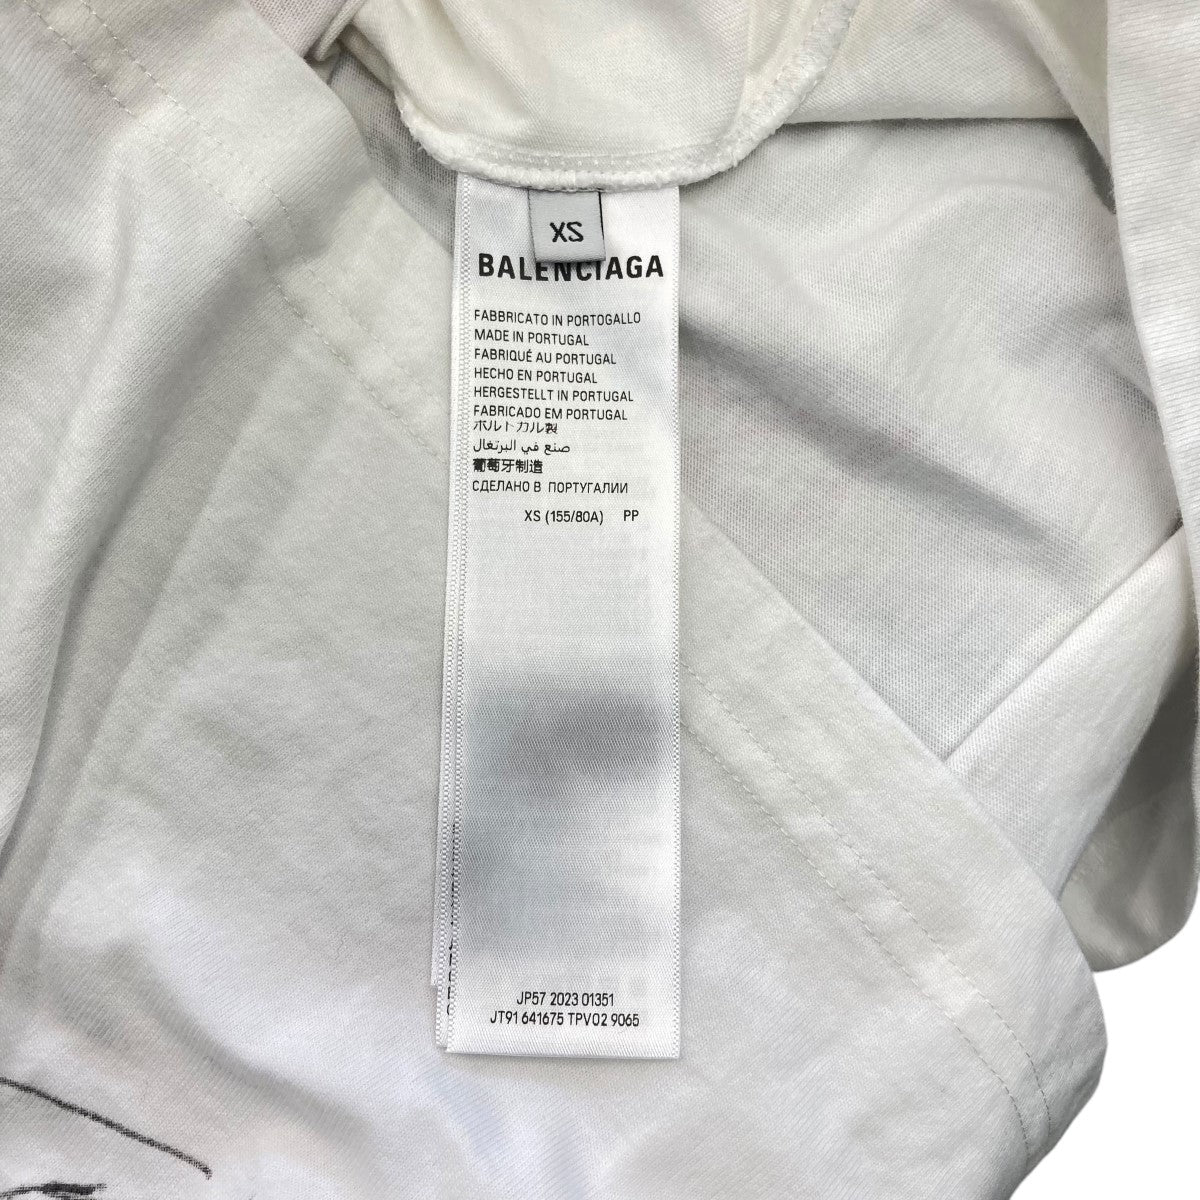 XS
BALENCIAGA
FABBRICATO IN PORTOGALLO
MADE IN PORTUGAL
FABRIQUÉ AU PORTUGAL
HECHO EN PORTUGAL
HERGESTELLT IN PORTUGAL
FABRICADO EM PORTUGAL
ポルトガル製
صنع في البرتغال
葡萄牙制造
СДЕЛАНО В ПОРТУГАЛИИ
XS (155/80A) PP
JP57 2023 01351
JT91 641675 TPV02 9065